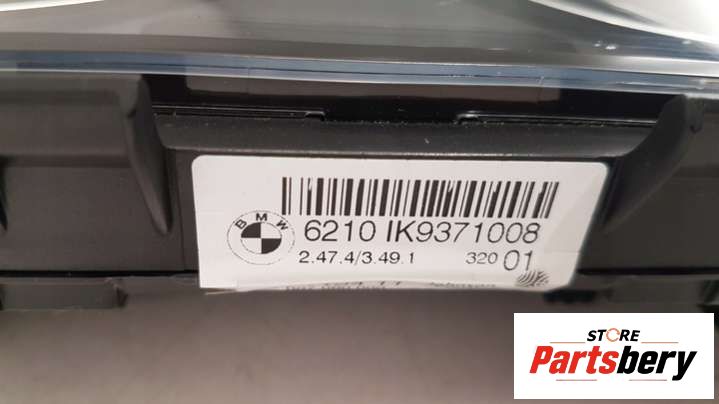 BMW
6210 IK9371008
2.47.4/3.49.1 320 01
STORE
Partsbery